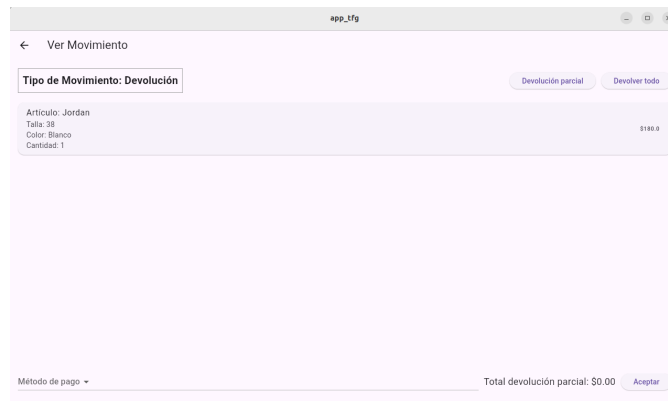 app_tfg
Ver Movimiento
Tipo de Movimiento: Devolución
Devolución parcial
Devolver todo
Artículo: Jordan
Talla: 38
Color: Blanco
Cantidad: 1
$180.0
Método de pago
Total devolución parcial: $0.00
Aceptar